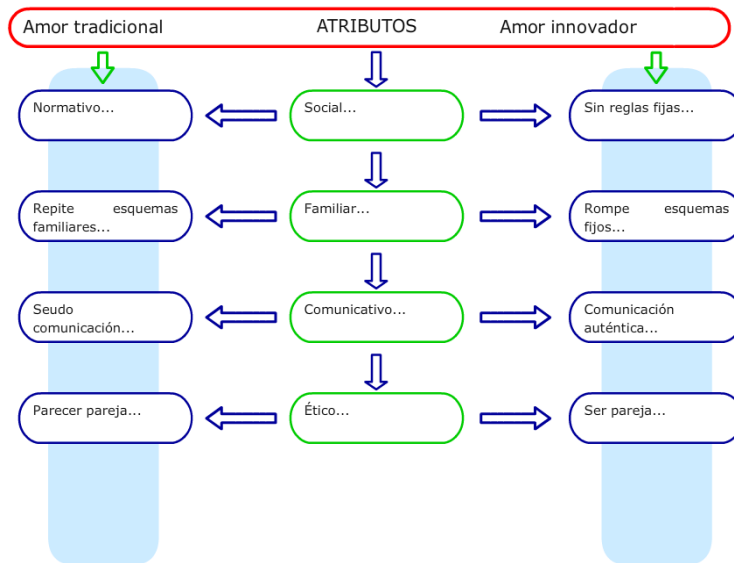 Amor tradicional ATRIBUTOS Amor innovador
Normativo... Social... Sin reglas fijas...
Repite esquemas
familiares...
Familiar...
Rompe esquemas
fijos...
Seudo
comunicación...
Comunicativo...
Comunicación
auténtica...
Parecer pareja... Ético... Ser pareja...